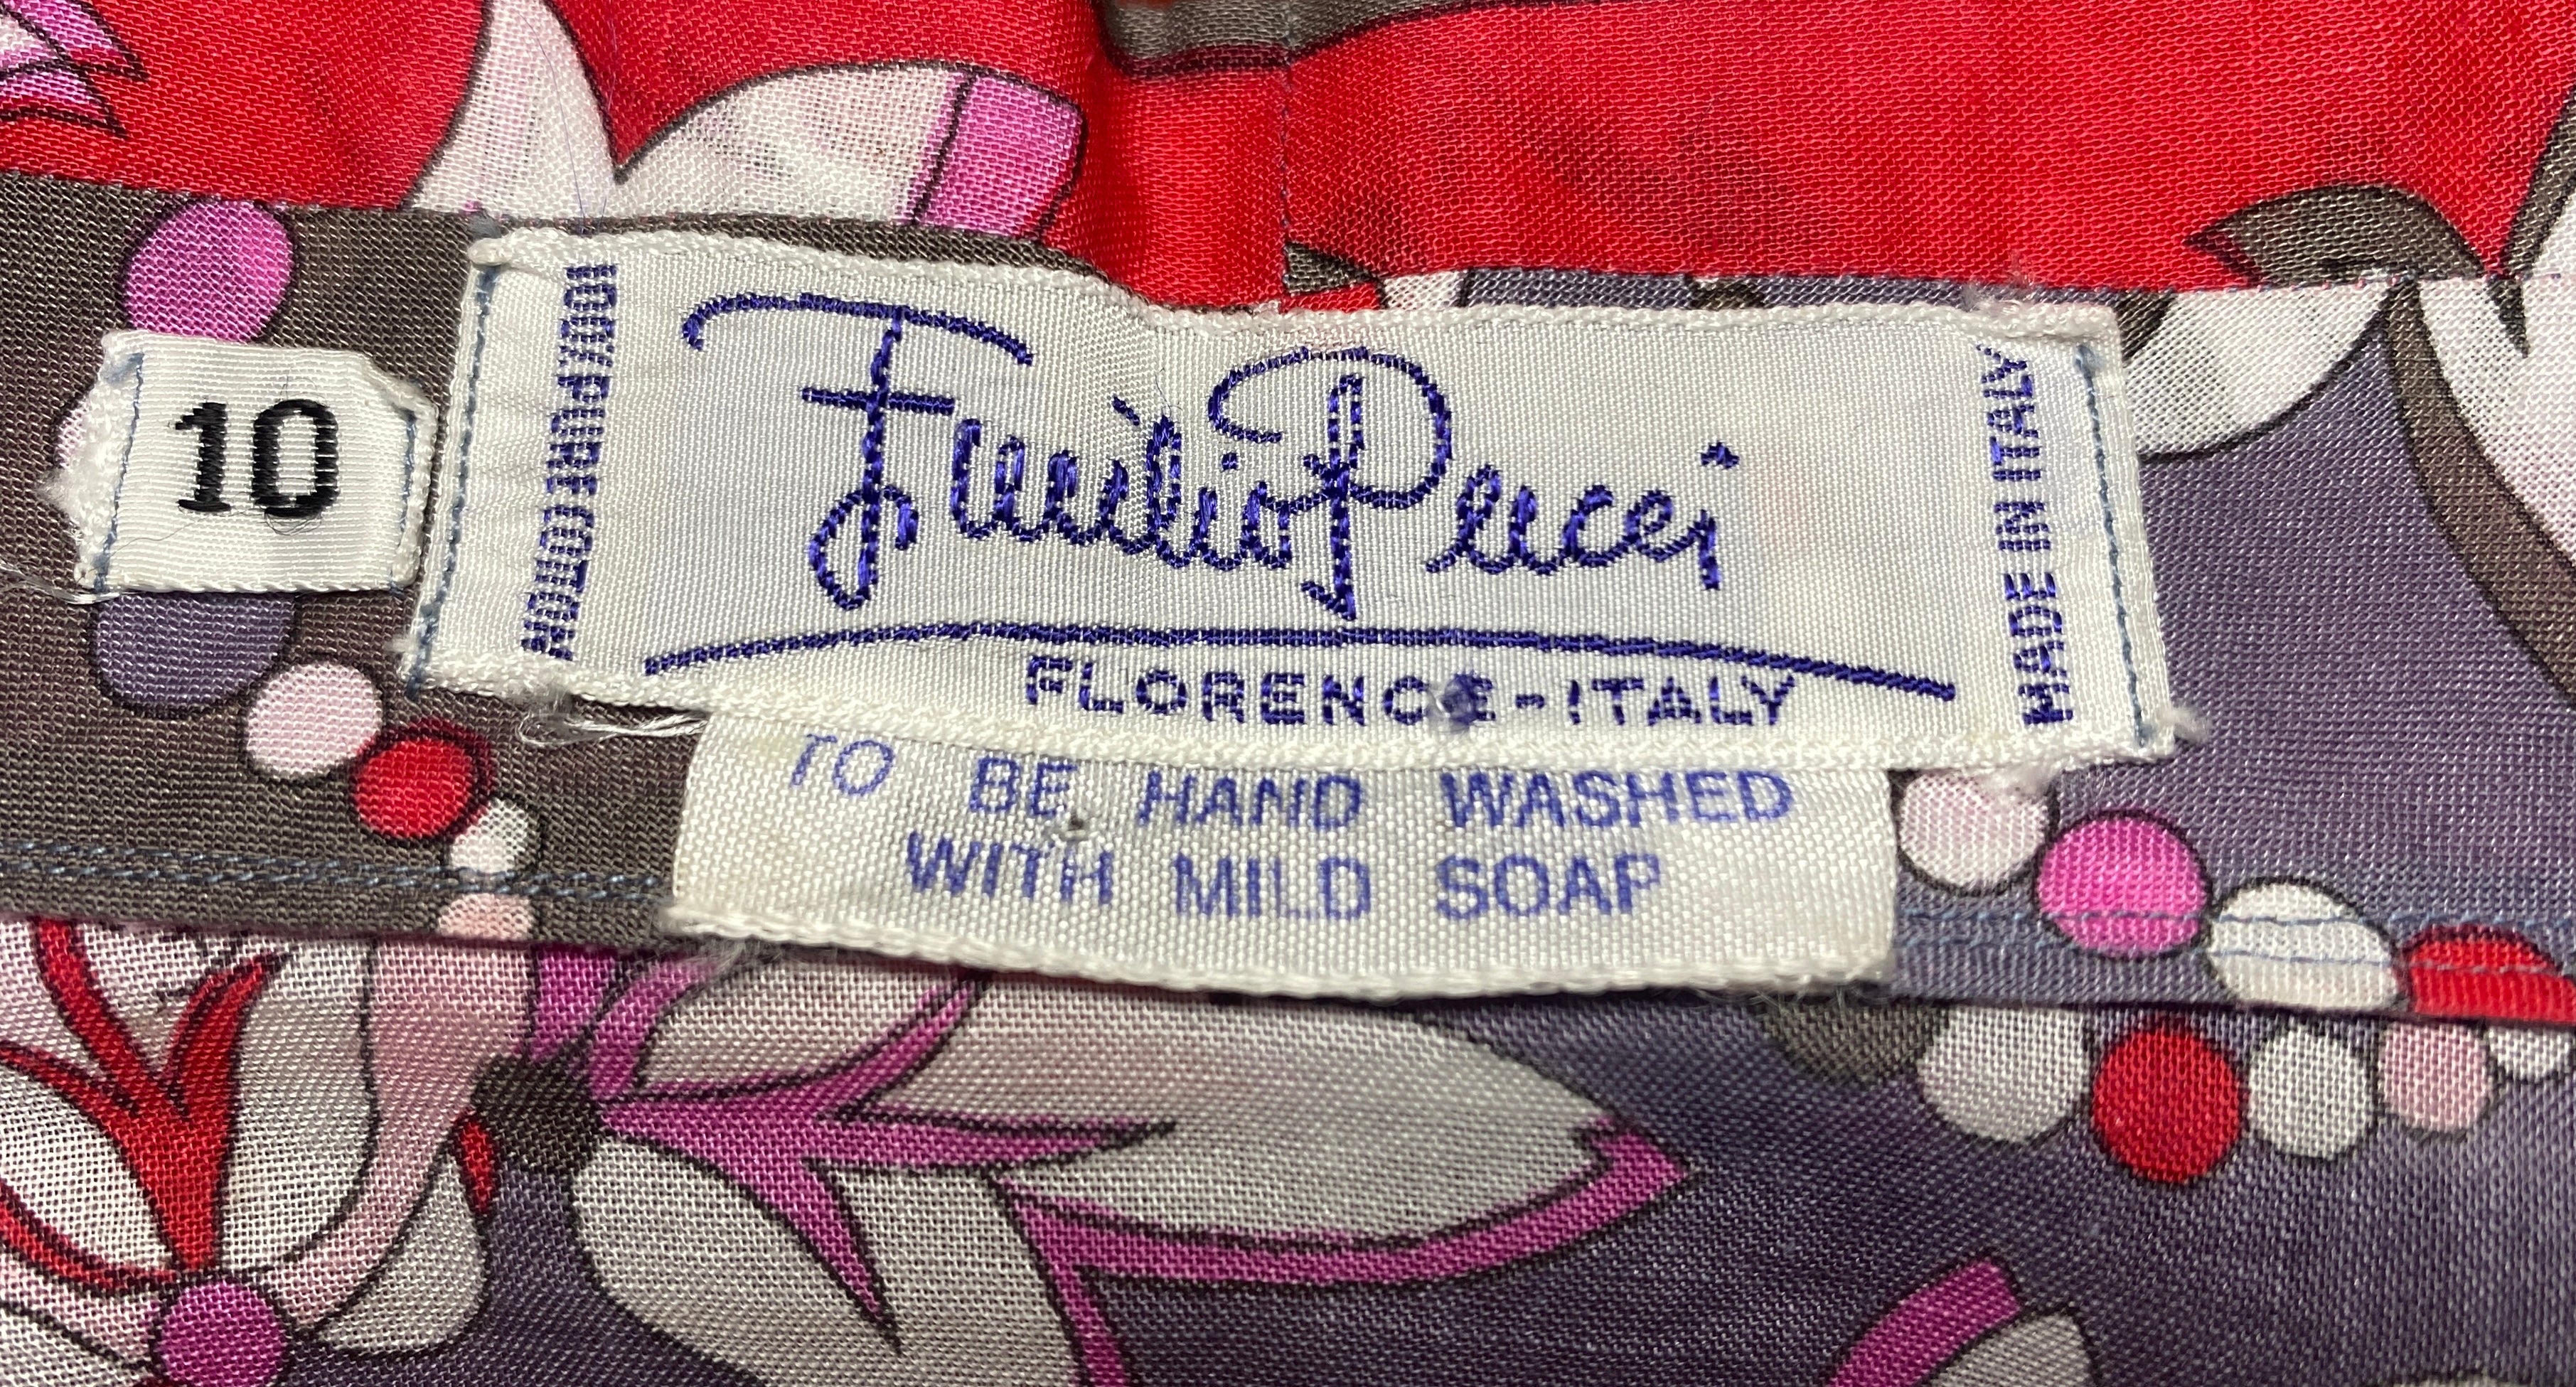 10
100% PURE COTTON
Emilio Pucci
FLORENCE-ITALY
MADE IN ITALY
TO BE HAND WASHED
WITH MILD SOAP